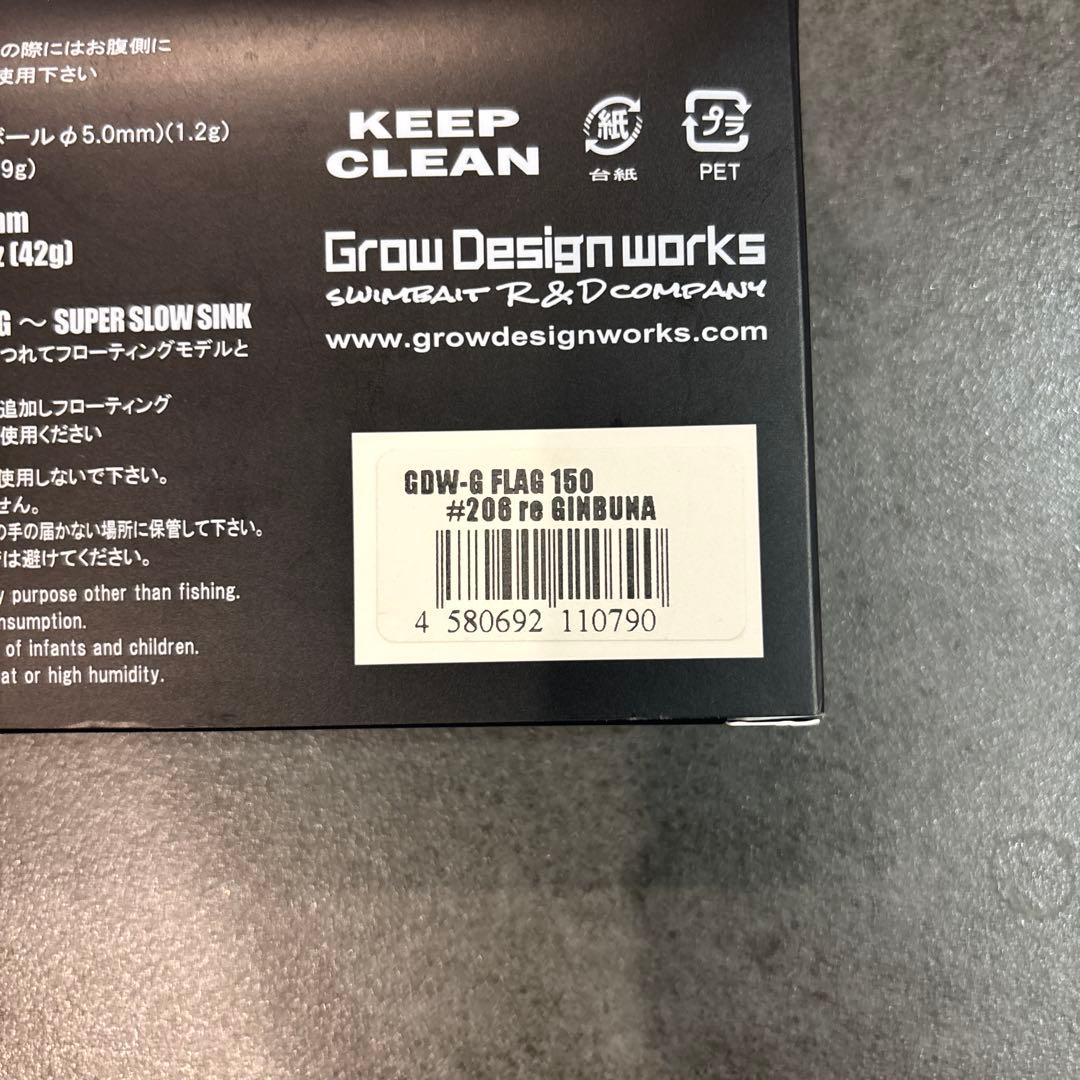 の際にはお腹側に
使用下さい
ボールφ5.0mm)(1.2g)
9g)
mm
z (42g)
G ～ SUPER SLOW SINK
つれてフローティングモデルと
追加しフローティング
使用ください
使用しないで下さい。
せん。
の手の届かない場所に保管して下さい。
は避けてください。
y purpose other than fishing.
nsumption.
of infants and children.
at or high humidity.
KEEP
CLEAN
紙
台紙
プラ
PET
Grow Design works
SWIMBAIT R & D COMPANY
www.growdesignworks.com
GDW-G FLAG 150
#206 re GINBUNA
4 580692 110790